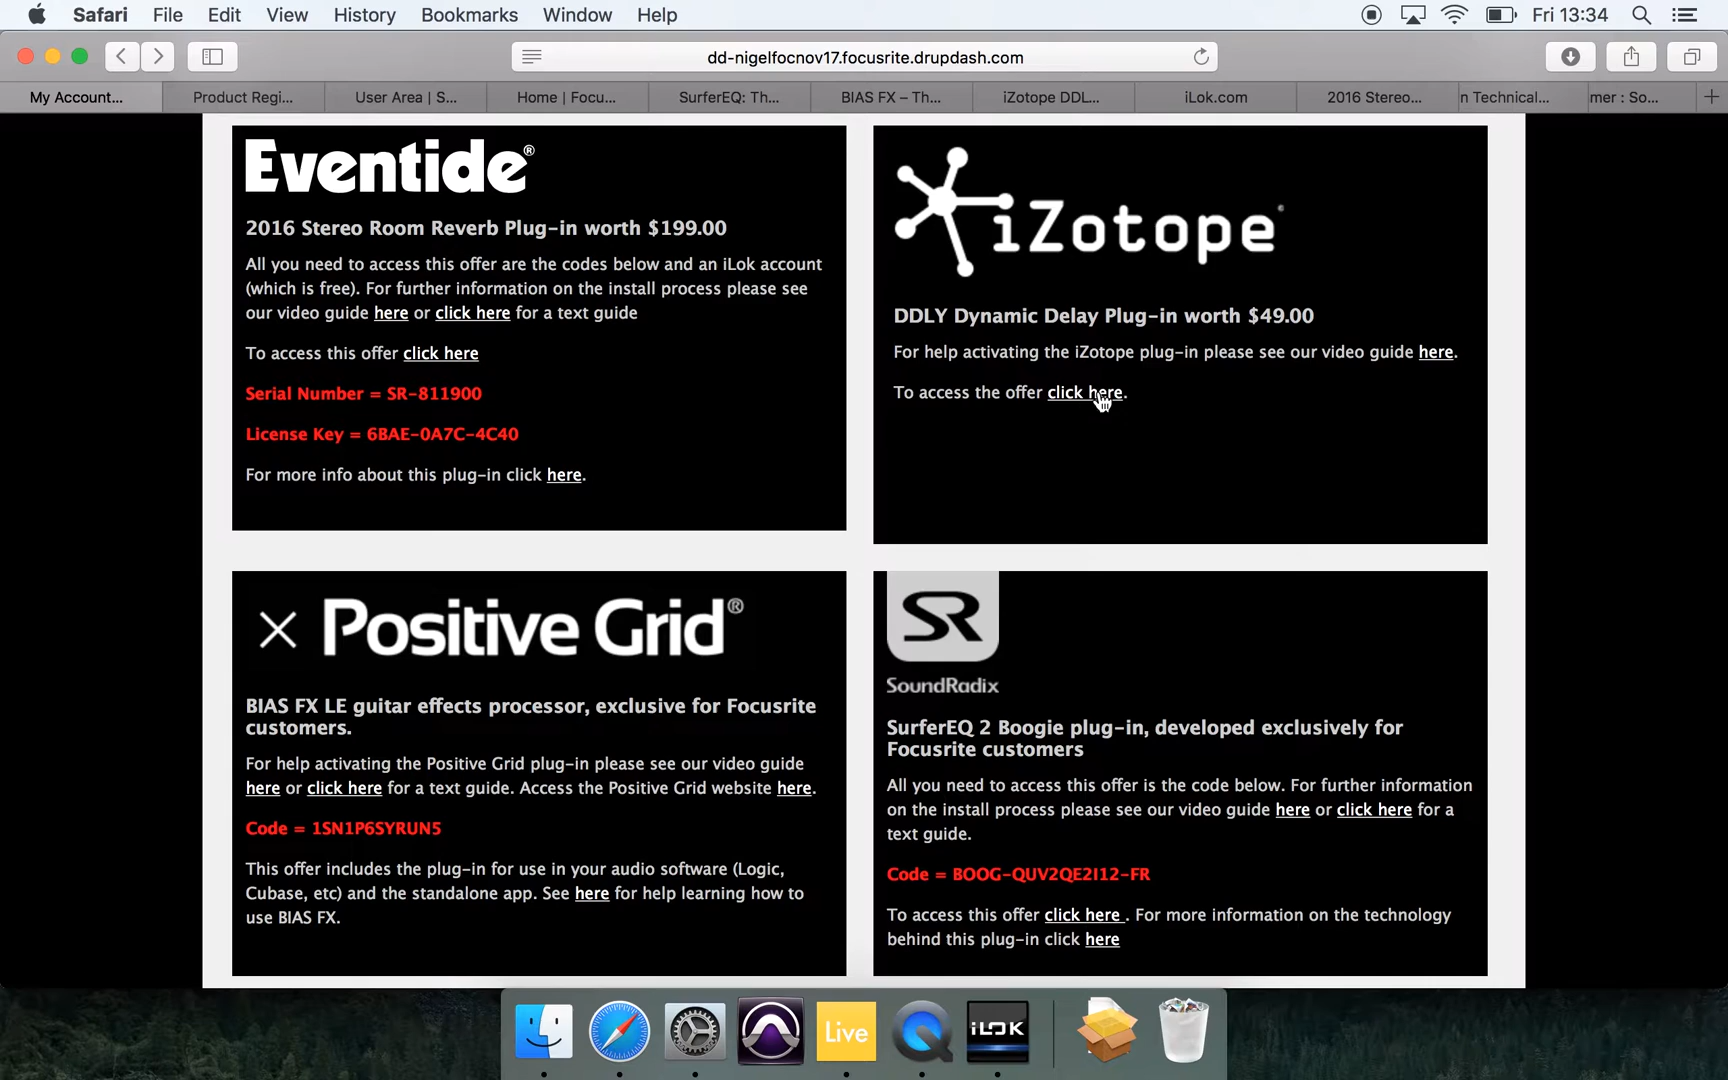 Safari File Edit View History Bookmarks Window Help Fri 13:34
dd-nigelfocnov17.focusrite.drupdash.com
My Account... Product Regi... User Area | S... Home | Focu... SurferEQ: Th... BIAS FX – Th... iZotope DDL... iLok.com 2016 Stereo... n Technical... mer : So...
Eventide®
2016 Stereo Room Reverb Plug-in worth $199.00
All you need to access this offer are the codes below and an iLok account
(which is free). For further information on the install process please see
our video guide here or click here for a text guide
To access this offer click here
Serial Number = SR-811900
License Key = 6BAE-0A7C-4C40
For more info about this plug-in click here.
iZotope
DDLY Dynamic Delay Plug-in worth $49.00
For help activating the iZotope plug-in please see our video guide here.
To access the offer click here.
Positive Grid®
BIAS FX LE guitar effects processor, exclusive for Focusrite
customers.
For help activating the Positive Grid plug-in please see our video guide
here or click here for a text guide. Access the Positive Grid website here.
Code = 1SN1P6SYRUN5
This offer includes the plug-in for use in your audio software (Logic,
Cubase, etc) and the standalone app. See here for help learning how to
use BIAS FX.
SR
SoundRadix
SurferEQ 2 Boogie plug-in, developed exclusively for
Focusrite customers
All you need to access this offer is the code below. For further information
on the install process please see our video guide here or click here for a
text guide.
Code = BOOG-QUV2QE2I12-FR
To access this offer click here . For more information on the technology
behind this plug-in click here
Live
iLOK